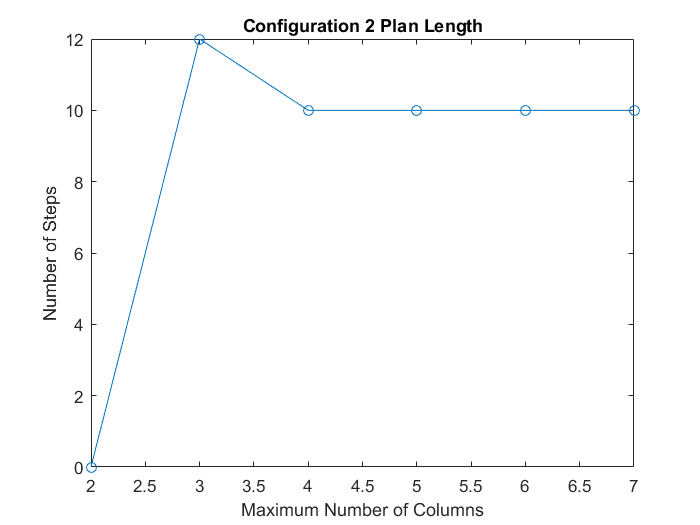 Configuration 2 Plan Length
12
10
8
6
4
2
0
Number of Steps
2 2.5 3 3.5 4 4.5 5 5.5 6 6.5 7
Maximum Number of Columns